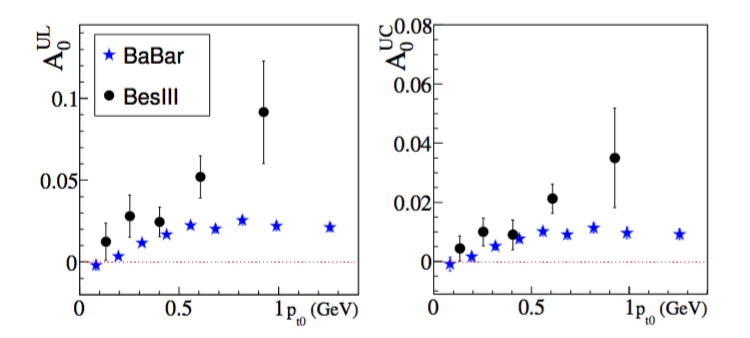 A₀ᵁᴸ
BaBar
BesIII
0.1
0.05
0
0 0.5 1 pₜ₀ (GeV)
A₀ᵁᶜ
0.08
0.06
0.04
0.02
0
0 0.5 1 pₜ₀ (GeV)